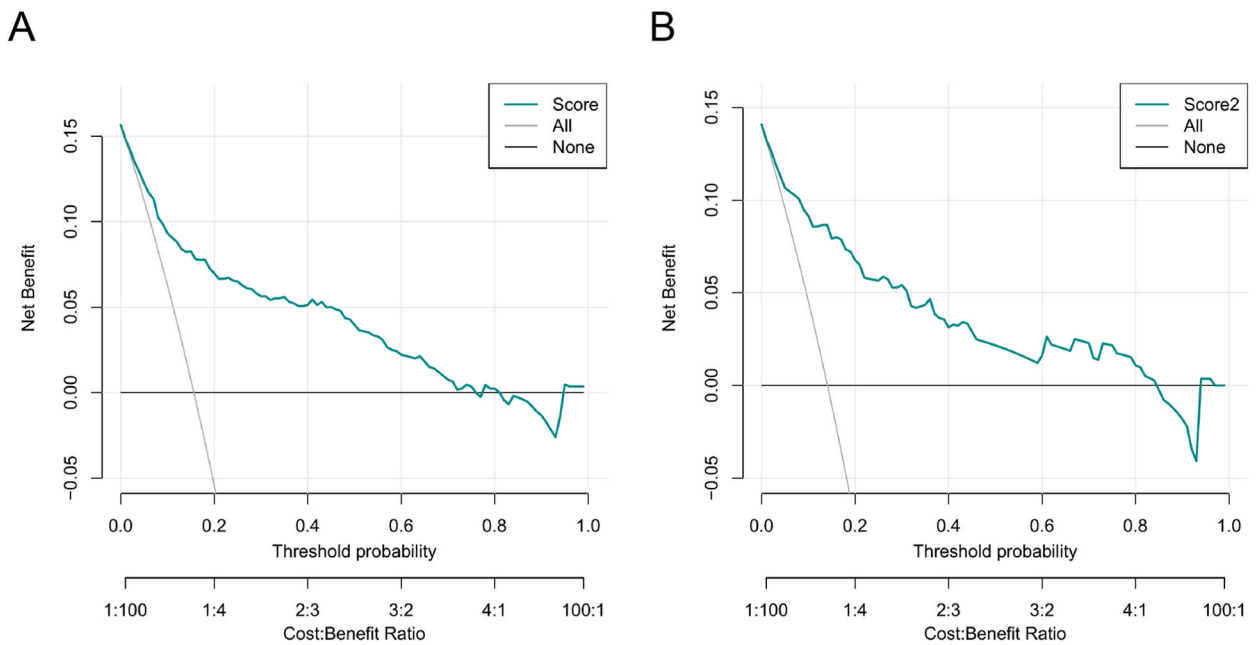 A
Score
All
None
Net Benefit
0.15
0.10
0.05
0.00
−0.05
0.0 0.2 0.4 0.6 0.8 1.0
Threshold probability
1:100 1:4 2:3 3:2 4:1 100:1
Cost:Benefit Ratio
B
Score2
All
None
Net Benefit
0.15
0.10
0.05
0.00
−0.05
0.0 0.2 0.4 0.6 0.8 1.0
Threshold probability
1:100 1:4 2:3 3:2 4:1 100:1
Cost:Benefit Ratio